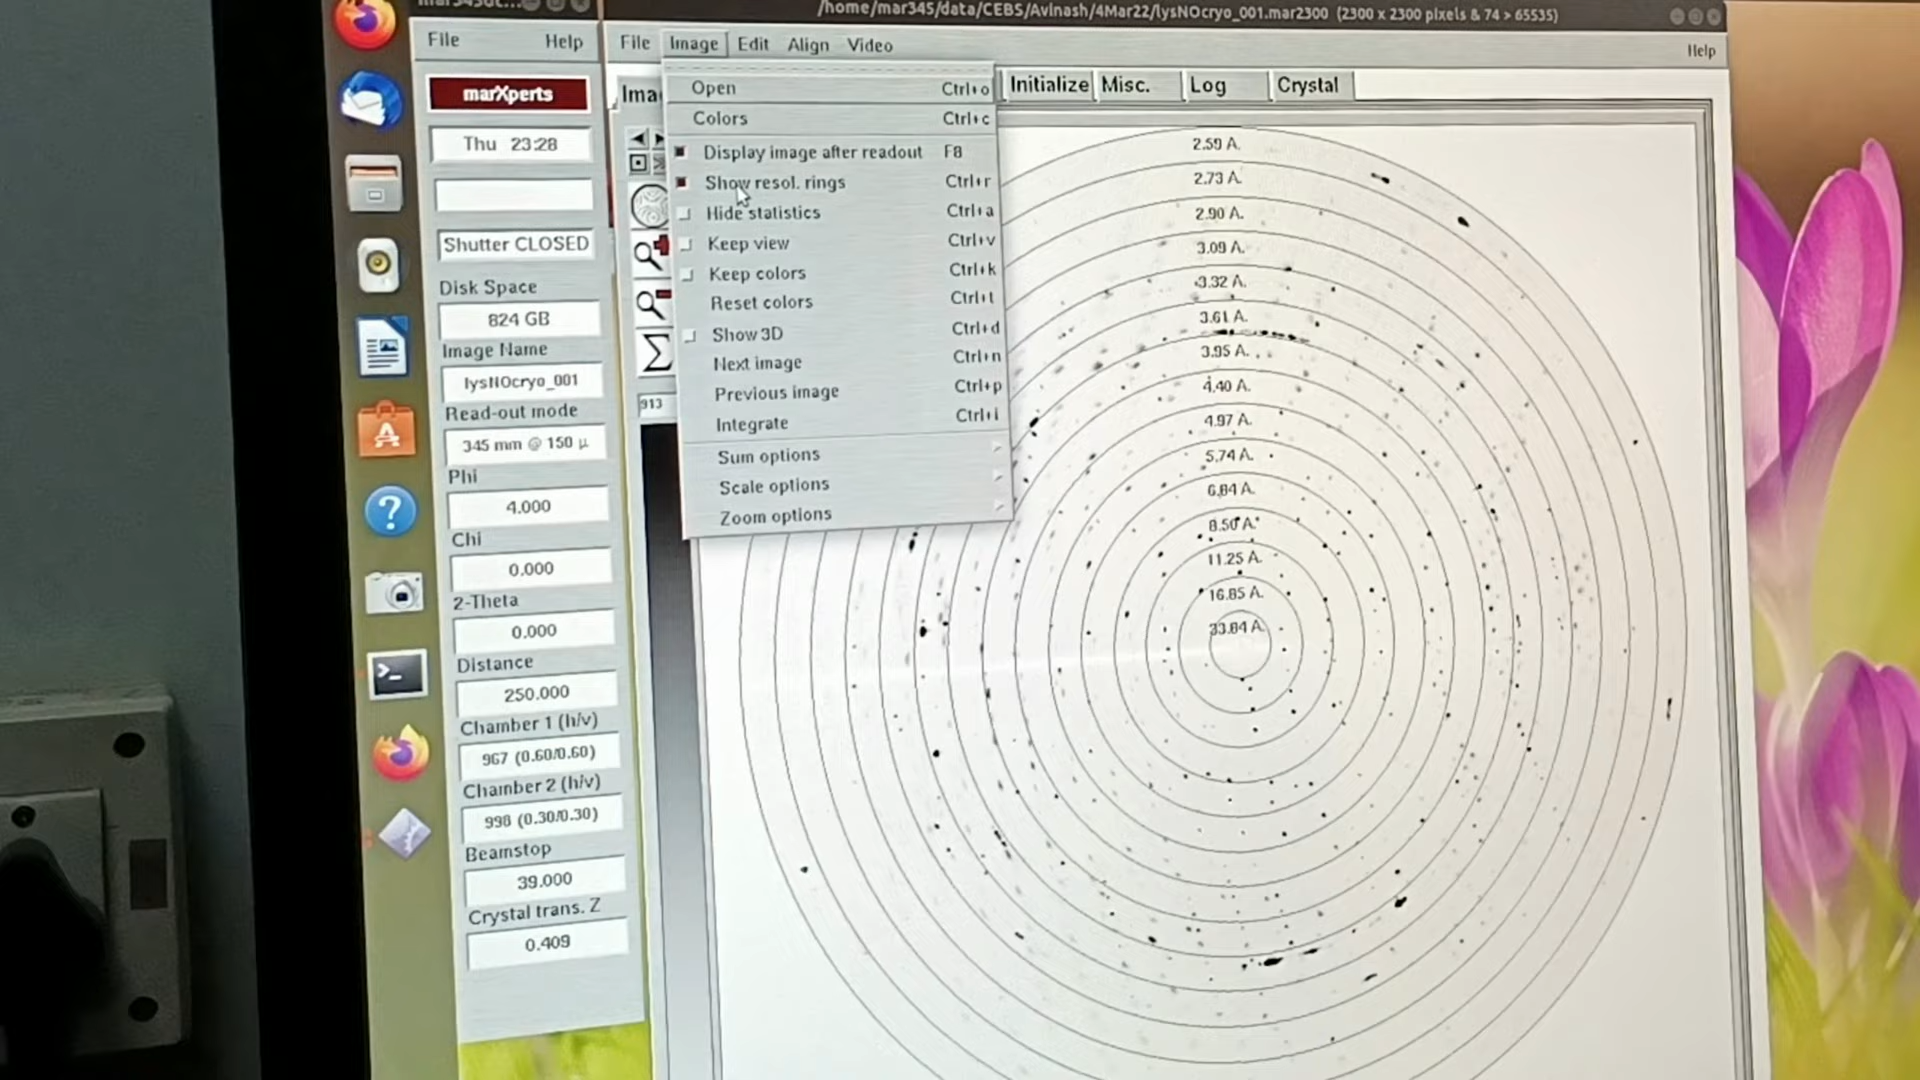 /home/mar345/data/CEBS/Avinash/4Mar22/lysNOcryo_001.mar2300 (2300 x 2300 pixels & 74 > 65535)
File Help
marXperts
Thu 23:28
Shutter CLOSED
Disk Space
824 GB
Image Name
lysNOcryo_001
Read-out mode
345 mm @ 150 µ
Phi
4.000
Chi
0.000
2-Theta
0.000
Distance
250.000
Chamber 1 (h/v)
967 (0.60/0.60)
Chamber 2 (h/v)
998 (0.30/0.30)
Beamstop
39.000
Crystal trans. Z
0.409
File Image Edit Align Video Help
Initialize Misc. Log Crystal
Open Ctrl+o
Colors Ctrl+c
Display image after readout F8
Show resol. rings Ctrl+r
Hide statistics Ctrl+a
Keep view Ctrl+v
Keep colors Ctrl+k
Reset colors Ctrl+t
Show 3D Ctrl+d
Next image Ctrl+n
Previous image Ctrl+p
Integrate Ctrl+i
Sum options
Scale options
Zoom options
913
2.59 A.
2.73 A.
2.90 A.
3.09 A.
3.32 A.
3.61 A.
3.95 A.
4.40 A.
4.97 A.
5.74 A.
6.84 A.
8.50 A.
11.25 A.
16.85 A.
33.84 A.